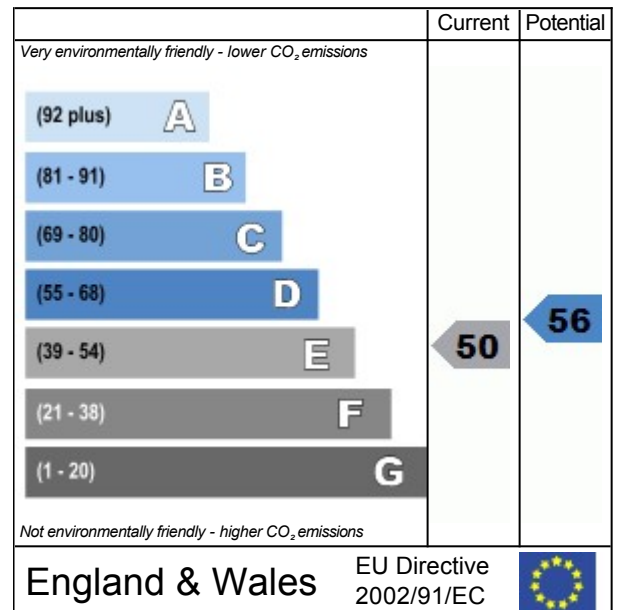 Current Potential
Very environmentally friendly - lower CO₂ emissions
(92 plus) A
(81 - 91) B
(69 - 80) C
(55 - 68) D
(39 - 54) E
50
56
(21 - 38) F
(1 - 20) G
Not environmentally friendly - higher CO₂ emissions
England & Wales
EU Directive
2002/91/EC